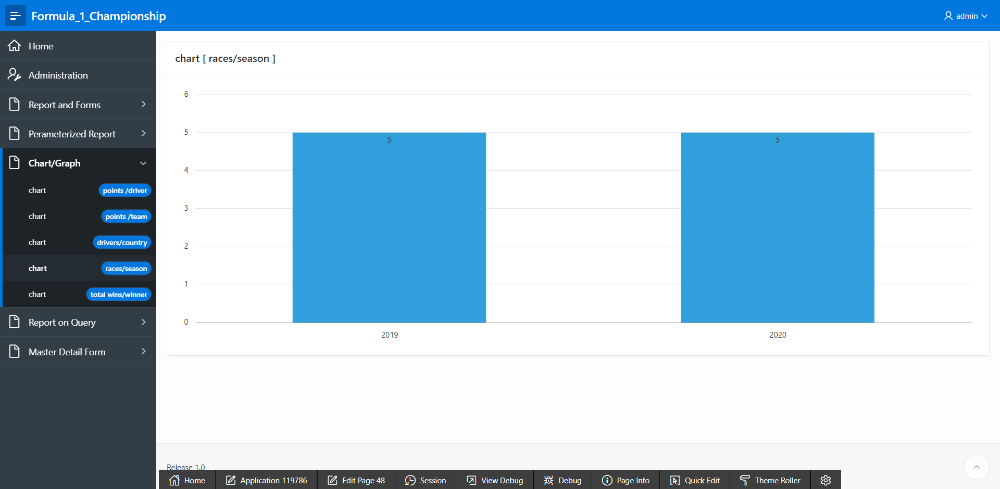 Formula_1_Championship
admin
Home
Administration
Report and Forms
Perameterized Report
Chart/Graph
chart points /driver
chart points /team
chart drivers/country
chart races/season
chart total wins/winner
Report on Query
Master Detail Form
chart [ races/season ]
6
5
4
3
2
1
0
5 5
2019 2020
Release 1.0
Home Application 119786 Edit Page 48 Session View Debug Debug Page Info Quick Edit Theme Roller